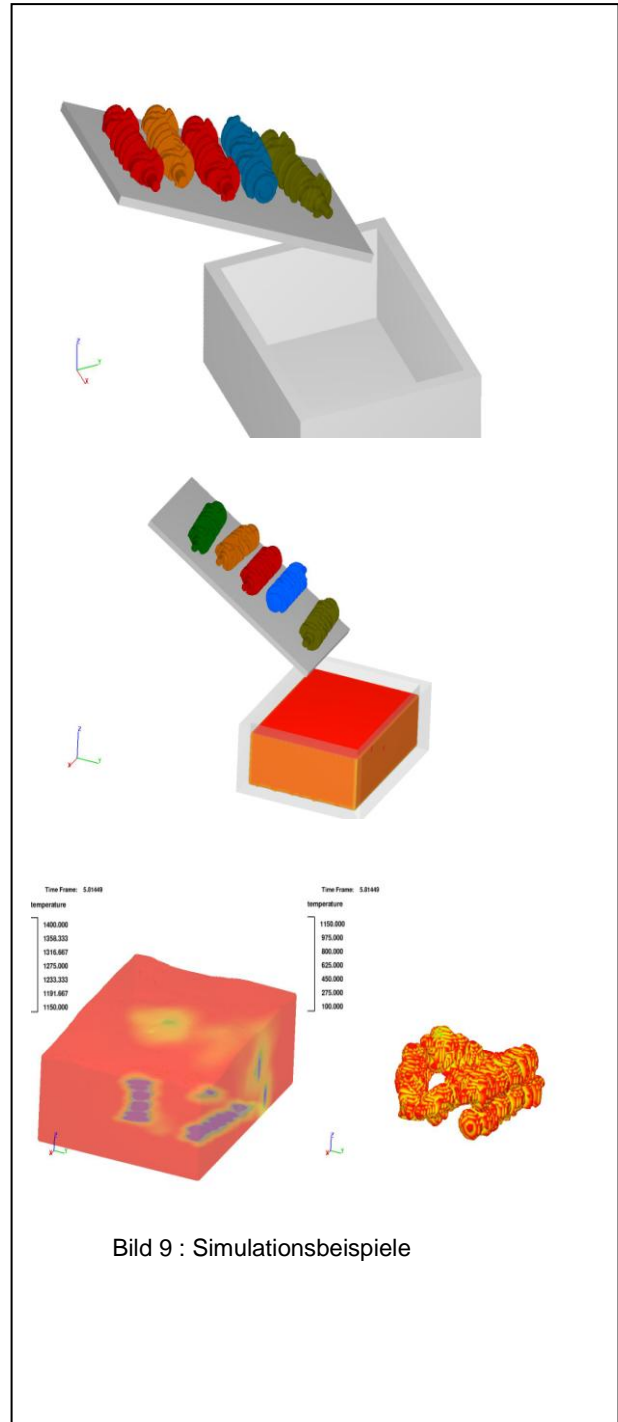 z
Y
X
z
X
Y
Time Frame: 5.01449
temperature
1400.000
1358.333
1316.667
1275.000
1233.333
1191.667
1150.000
Time Frame: 5.01449
temperature
1150.000
975.000
800.000
625.000
450.000
275.000
100.000
Bild 9 : Simulationsbeispiele